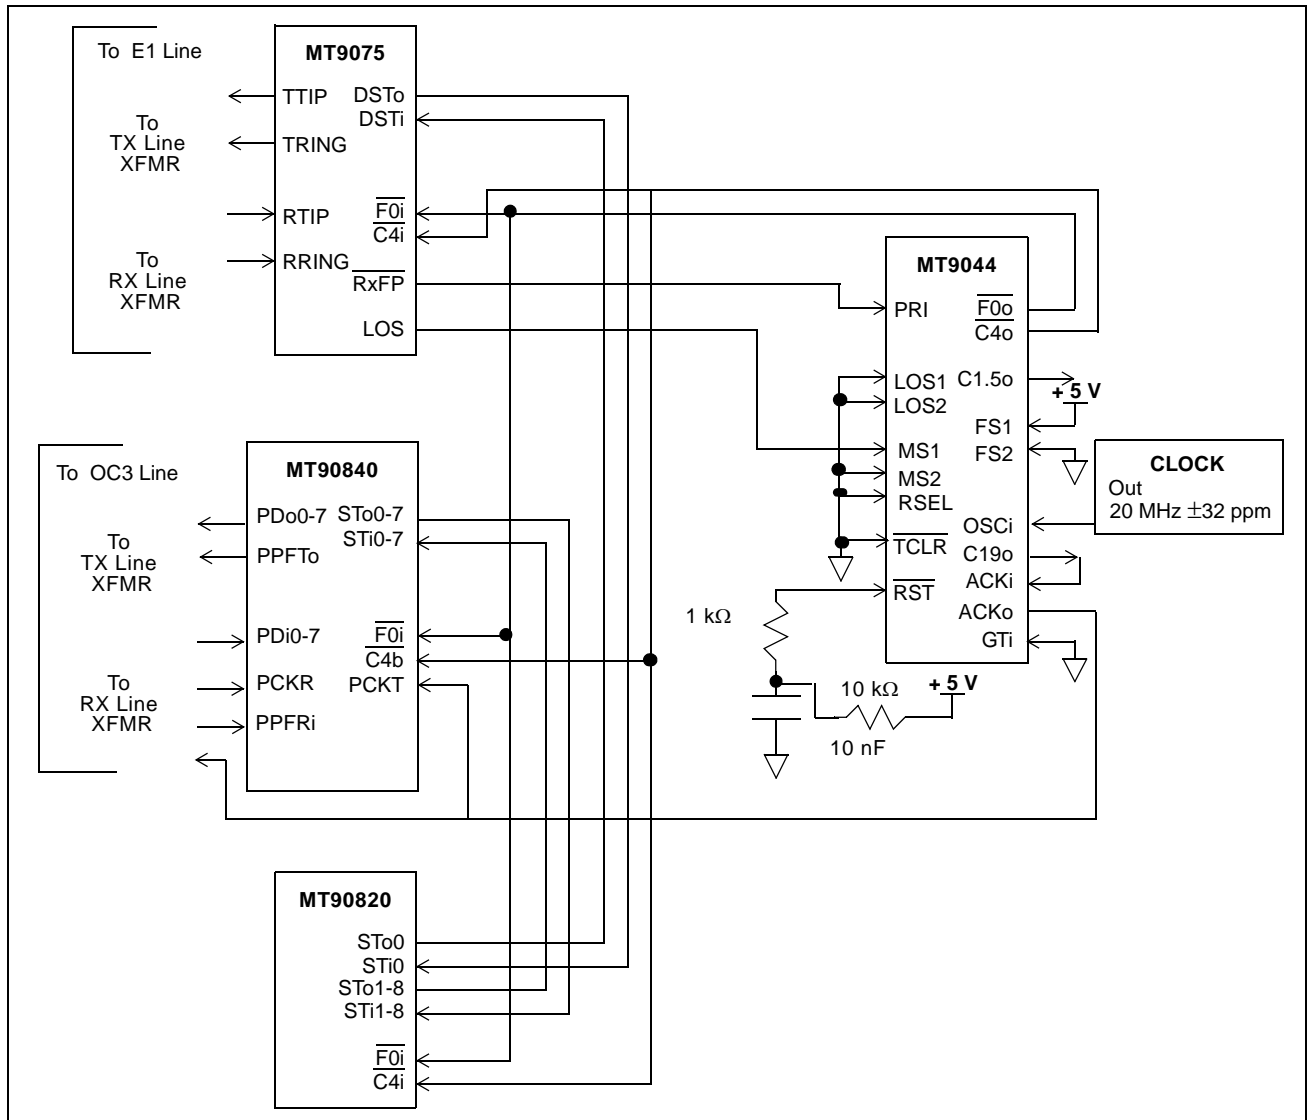 To E1 Line
MT9075
TTIP
DSTo
DSTi
To
TX Line
XFMR
TRING
RTIP
F0i
C4i
To
RX Line
XFMR
RRING
RxFP
LOS
MT9044
PRI
F0o
C4o
LOS1
LOS2
C1.5o
+ 5 V
FS1
FS2
MS1
MS2
RSEL
CLOCK
Out
20 MHz ±32 ppm
OSCi
TCLR
C19o
ACKi
RST
ACKo
GTi
1 kΩ
10 kΩ
+ 5 V
10 nF
To OC3 Line
MT90840
PDo0-7
STo0-7
STi0-7
To
TX Line
XFMR
PPFTo
PDi0-7
F0i
C4b
To
RX Line
XFMR
PCKR
PCKT
PPFRi
MT90820
STo0
STi0
STo1-8
STi1-8
F0i
C4i